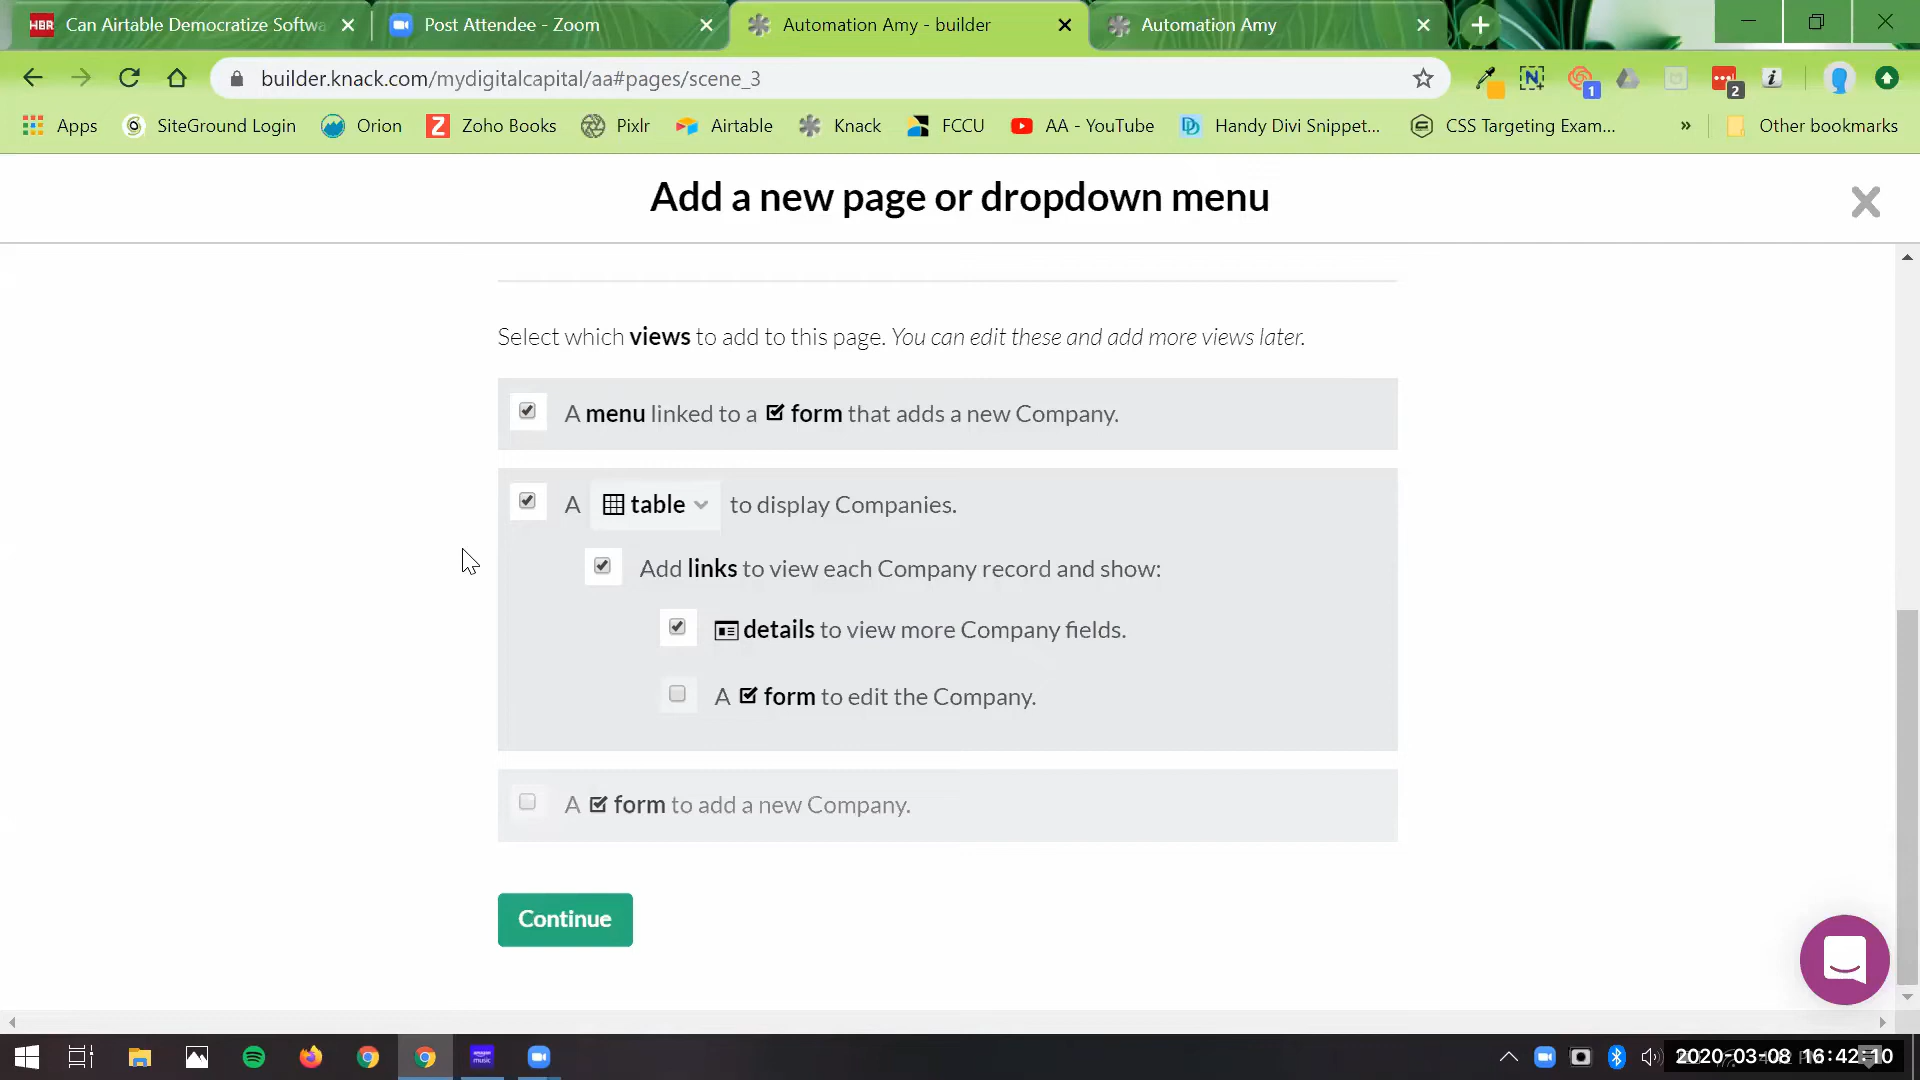 HBR Can Airtable Democratize Softwa
Post Attendee - Zoom
Automation Amy - builder
Automation Amy
builder.knack.com/mydigitalcapital/aa#pages/scene_3
1
2
Apps
SiteGround Login
Orion
Zoho Books
Pixlr
Airtable
Knack
FCCU
AA - YouTube
Handy Divi Snippet...
CSS Targeting Exam...
»
Other bookmarks
Add a new page or dropdown menu
Select which views to add to this page. You can edit these and add more views later.
A menu linked to a form that adds a new Company.
A table to display Companies.
Add links to view each Company record and show:
details to view more Company fields.
A form to edit the Company.
A form to add a new Company.
Continue
2020-03-08 16:42:10